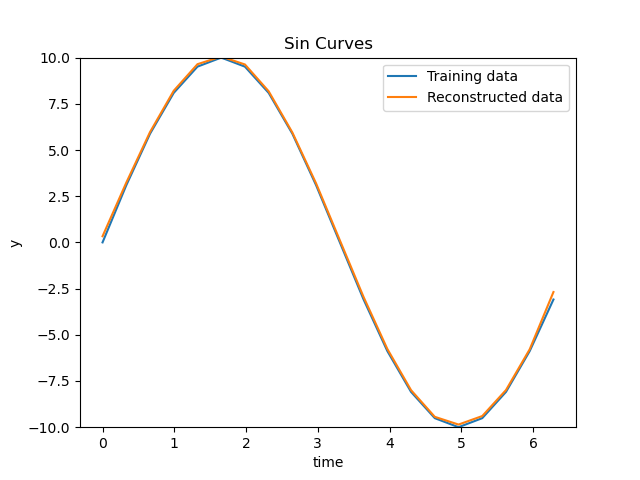 Sin Curves
Training data
Reconstructed data
10.0
7.5
5.0
2.5
0.0
−2.5
−5.0
−7.5
−10.0
y
0 1 2 3 4 5 6
time